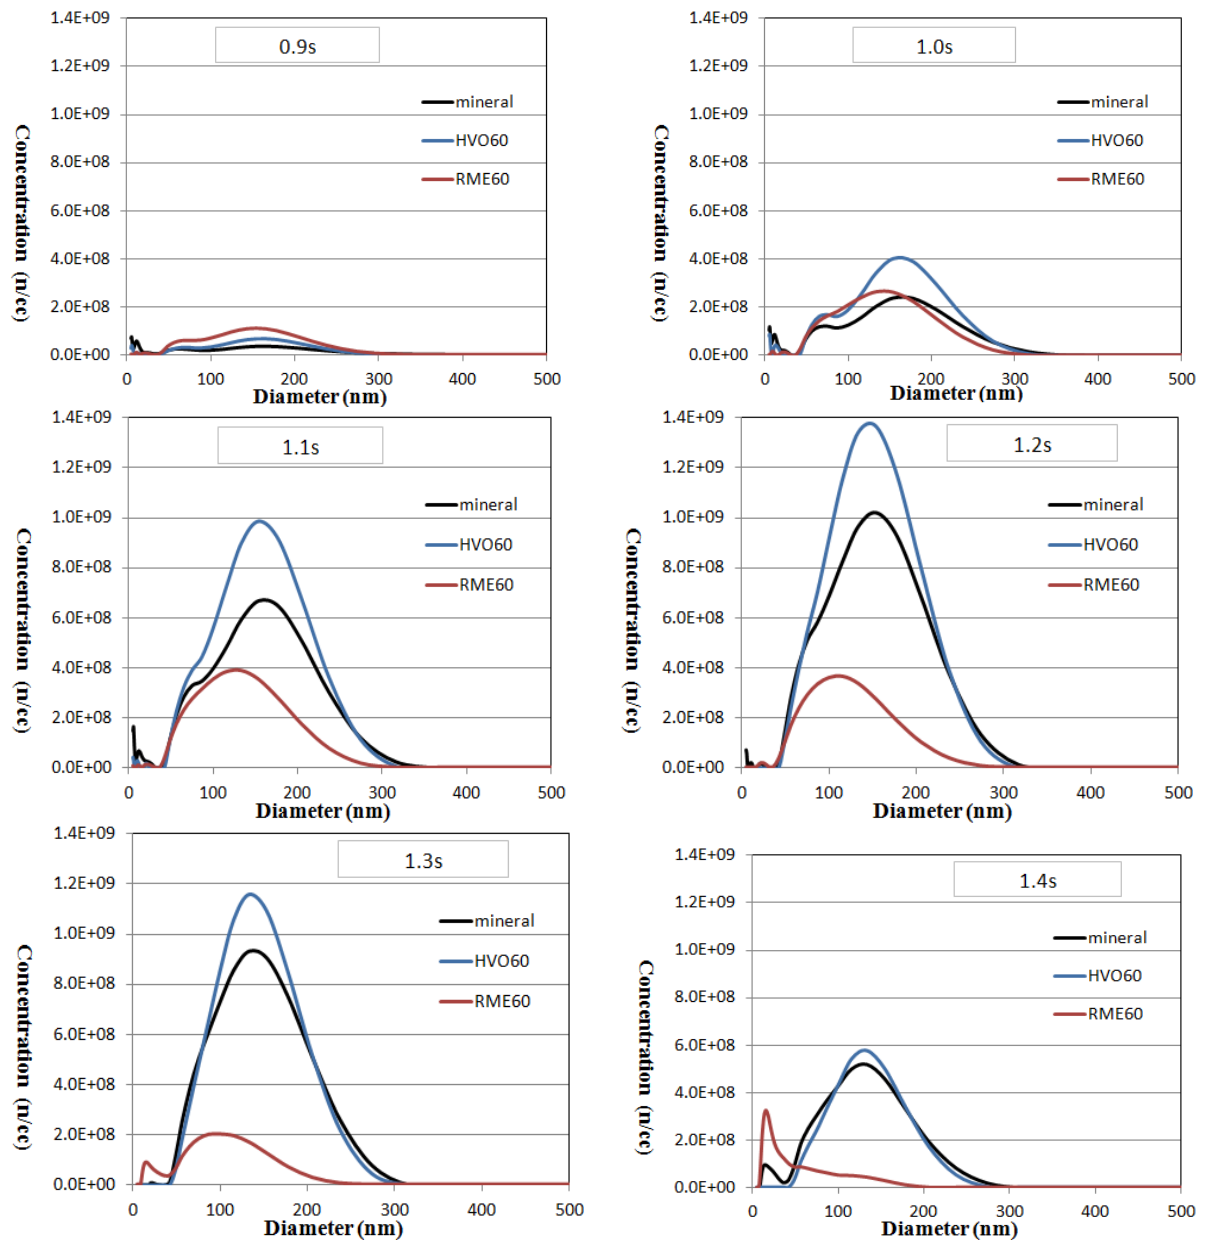 0.9s
1.4E+09
1.2E+09
1.0E+09
8.0E+08
6.0E+08
4.0E+08
2.0E+08
0.0E+00
mineral
HVO60
RME60
Concentration (n/cc)
0 100 200 300 400 500
Diameter (nm)
1.0s
1.4E+09
1.2E+09
1.0E+09
8.0E+08
6.0E+08
4.0E+08
2.0E+08
0.0E+00
mineral
HVO60
RME60
Concentration (n/cc)
0 100 200 300 400 500
Diameter (nm)
1.1s
1.4E+09
1.2E+09
1.0E+09
8.0E+08
6.0E+08
4.0E+08
2.0E+08
0.0E+00
mineral
HVO60
RME60
Concentration (n/cc)
0 100 200 300 400 500
Diameter (nm)
1.2s
1.4E+09
1.2E+09
1.0E+09
8.0E+08
6.0E+08
4.0E+08
2.0E+08
0.0E+00
mineral
HVO60
RME60
Concentration (n/cc)
0 100 200 300 400 500
Diameter (nm)
1.3s
1.4E+09
1.2E+09
1.0E+09
8.0E+08
6.0E+08
4.0E+08
2.0E+08
0.0E+00
mineral
HVO60
RME60
Concentration (n/cc)
0 100 200 300 400 500
Diameter (nm)
1.4s
1.4E+09
1.2E+09
1.0E+09
8.0E+08
6.0E+08
4.0E+08
2.0E+08
0.0E+00
mineral
HVO60
RME60
Concentration (n/cc)
0 100 200 300 400 500
Diameter (nm)